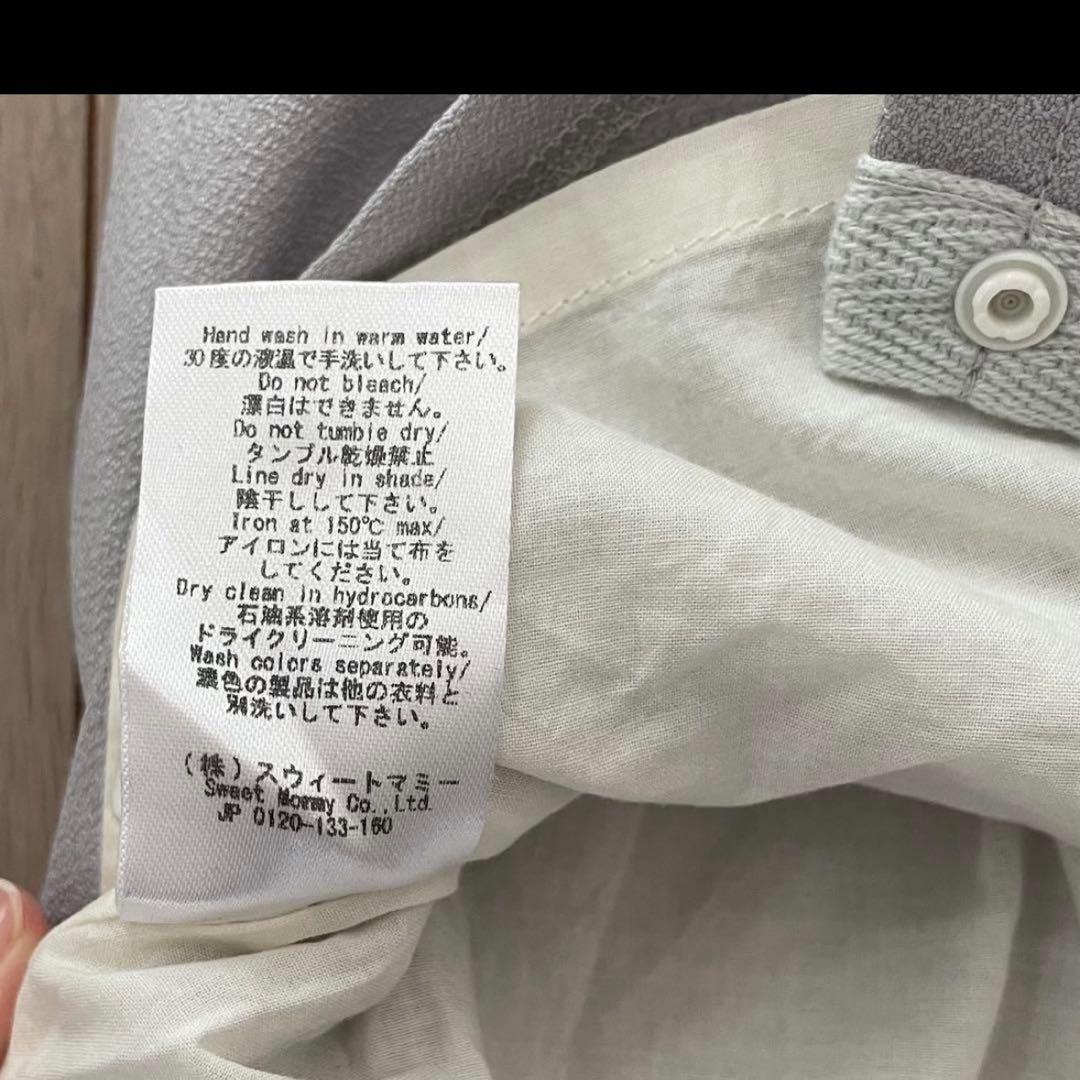 Hand wash in warm water/
30度の液温で手洗いして下さい。
Do not bleach/
漂白はできません。
Do not tumble dry/
タンブル乾燥禁止
Line dry in shade/
陰干しして下さい。
Iron at 150℃ max/
アイロンには当て布を
してください。
Dry clean in hydrocarbons/
石油系溶剤使用の
ドライクリーニング可能。
Wash colors separately/
濃色の製品は他の衣料と
別洗いして下さい。
(株)スウィートマミー
Sweet Mommy Co.,Ltd.
JP 0120-133-160